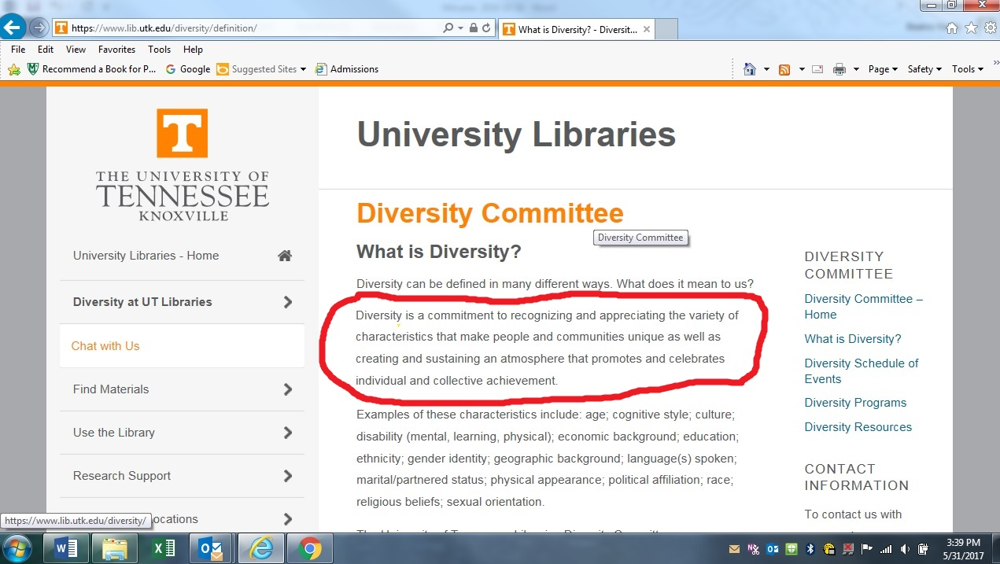 https://www.lib.utk.edu/diversity/definition/
What is Diversity? - Diversit...
File Edit View Favorites Tools Help
Recommend a Book for P... Google Suggested Sites Admissions
Page Safety Tools
T
THE UNIVERSITY OF
TENNESSEE
KNOXVILLE
University Libraries - Home
Diversity at UT Libraries
Chat with Us
Find Materials
Use the Library
Research Support
ocations
https://www.lib.utk.edu/diversity/
University Libraries
Diversity Committee
Diversity Committee
What is Diversity?
Diversity can be defined in many different ways. What does it mean to us?
Diversity is a commitment to recognizing and appreciating the variety of
characteristics that make people and communities unique as well as
creating and sustaining an atmosphere that promotes and celebrates
individual and collective achievement.
Examples of these characteristics include: age; cognitive style; culture;
disability (mental, learning, physical); economic background; education;
ethnicity; gender identity; geographic background; language(s) spoken;
marital/partnered status; physical appearance; political affiliation; race;
religious beliefs; sexual orientation.
DIVERSITY
COMMITTEE
Diversity Committee –
Home
What is Diversity?
Diversity Schedule of
Events
Diversity Programs
Diversity Resources
CONTACT
INFORMATION
To contact us with
3:39 PM
5/31/2017